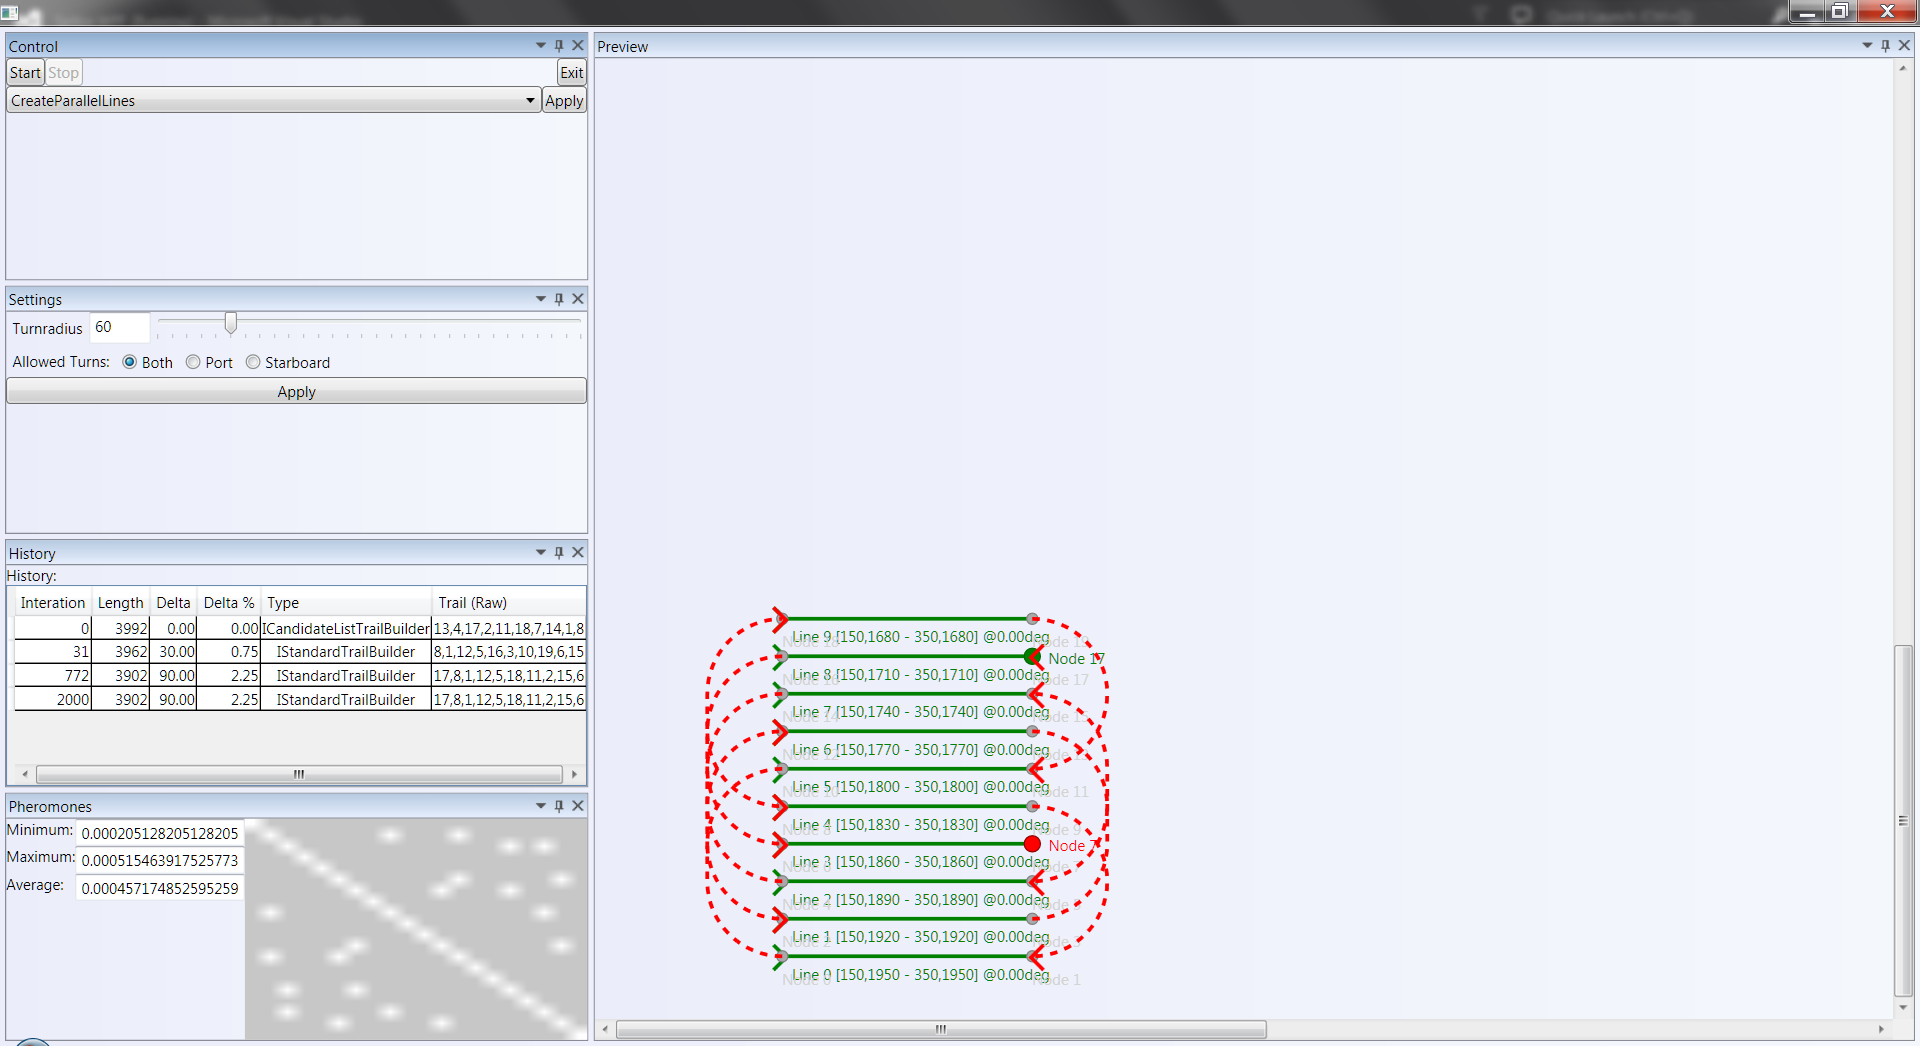 Control
Start Stop Exit
CreateParallelLines Apply
Settings
Turnradius 60
Allowed Turns: Both Port Starboard
Apply
History
History:
Interation Length Delta Delta % Type Trail (Raw)
0 3992 0.00 0.00 ICandidateListTrailBuilder 13,4,17,2,11,18,7,14,1,8
31 3962 30.00 0.75 IStandardTrailBuilder 8,1,12,5,16,3,10,19,6,15
772 3902 90.00 2.25 IStandardTrailBuilder 17,8,1,12,5,18,11,2,15,6
2000 3902 90.00 2.25 IStandardTrailBuilder 17,8,1,12,5,18,11,2,15,6
Pheromones
Minimum: 0.000205128205128205
Maximum: 0.000515463917525773
Average: 0.000457174852595259
Preview
Line 9 [150,1680 - 350,1680] @0.00deg
Node 17
Line 8 [150,1710 - 350,1710] @0.00deg
Node 17
Line 7 [150,1740 - 350,1740] @0.00deg
Line 6 [150,1770 - 350,1770] @0.00deg
Line 5 [150,1800 - 350,1800] @0.00deg
Node 11
Line 4 [150,1830 - 350,1830] @0.00deg
Node 9
Node 7
Line 3 [150,1860 - 350,1860] @0.00deg
Line 2 [150,1890 - 350,1890] @0.00deg
Line 1 [150,1920 - 350,1920] @0.00deg
Line 0 [150,1950 - 350,1950] @0.00deg
Node 1